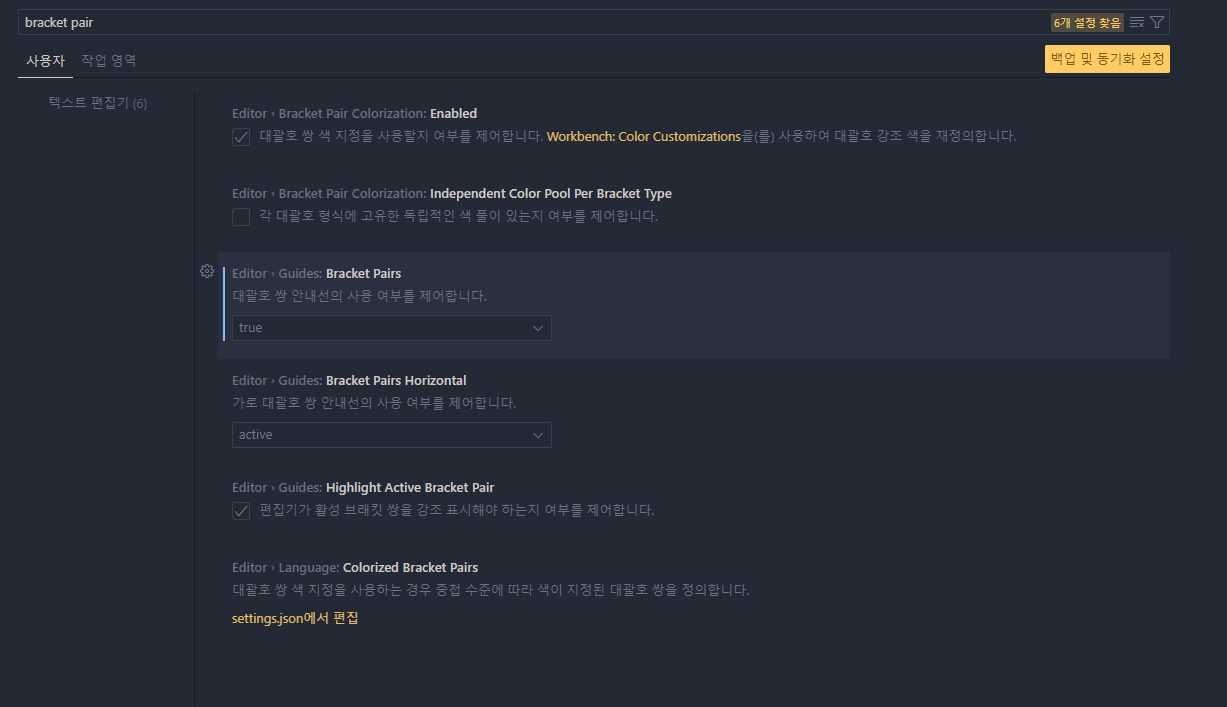 bracket pair
6개 설정 찾음
사용자
작업 영역
백업 및 동기화 설정
텍스트 편집기 (6)
Editor › Bracket Pair Colorization: Enabled
대괄호 쌍 색 지정을 사용할지 여부를 제어합니다. Workbench: Color Customizations을(를) 사용하여 대괄호 강조 색을 재정의합니다.
Editor › Bracket Pair Colorization: Independent Color Pool Per Bracket Type
각 대괄호 형식에 고유한 독립적인 색 풀이 있는지 여부를 제어합니다.
Editor › Guides: Bracket Pairs
대괄호 쌍 안내선의 사용 여부를 제어합니다.
true
Editor › Guides: Bracket Pairs Horizontal
가로 대괄호 쌍 안내선의 사용 여부를 제어합니다.
active
Editor › Guides: Highlight Active Bracket Pair
편집기가 활성 브래킷 쌍을 강조 표시해야 하는지 여부를 제어합니다.
Editor › Language: Colorized Bracket Pairs
대괄호 쌍 색 지정을 사용하는 경우 중첩 수준에 따라 색이 지정된 대괄호 쌍을 정의합니다.
settings.json에서 편집